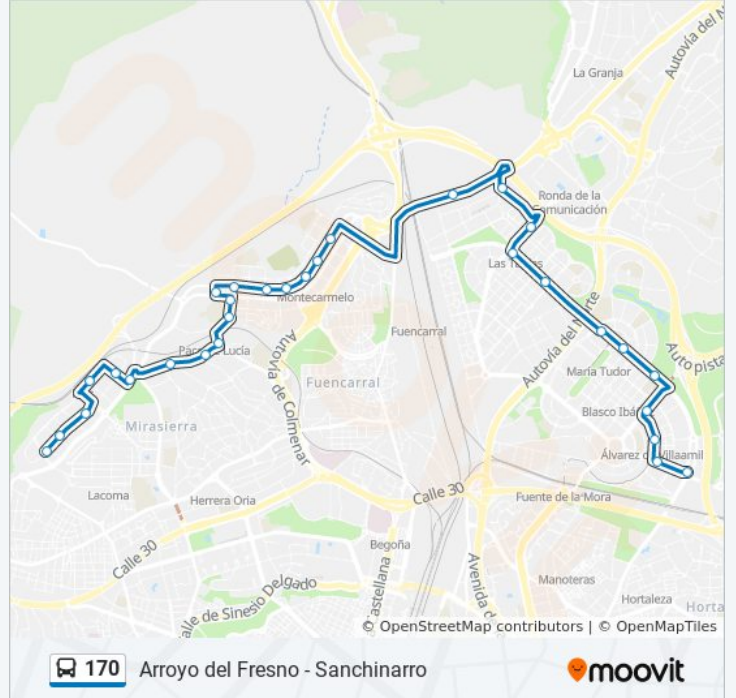 Autovía del N
La Granja
Ronda de la
Comunicación
Las Tablas
Montecarmelo
Autovía del Norte
Fuencarral
Paco de Lucía
Autovía de Colmenar
Autopista
María Tudor
Fuencarral
Blasco Ibá
Mirasierra
Álvarez de Villaamil
Lacoma
Herrera Oria
Calle 30
Fuente de la Mora
Calle 30
Begoña
Castellana
Avenida d
Manoteras
Hortaleza
Horta
alle de Sinesio Delgado
© OpenStreetMap contributors | © OpenMapTiles
170 Arroyo del Fresno - Sanchinarro
moovit